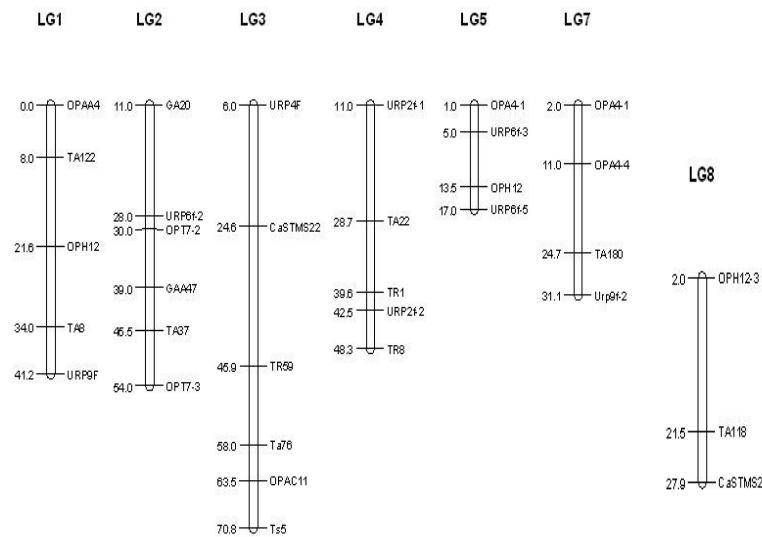 LG1
0.0 OPAA4
8.0 TA122
21.6 OPH12
34.0 TA8
41.2 URP9F
LG2
11.0 GA20
28.0 URP6f-2
30.0 OPT7-2
39.0 GAA47
45.5 TA37
54.0 OPT7-3
LG3
6.0 URP4F
24.6 CaSTMS22
45.9 TR59
58.0 Ta76
63.5 OPAC11
70.8 Ts5
LG4
11.0 URP2f-1
28.7 TA22
39.6 TR1
42.5 URP2f-2
48.3 TR8
LG5
1.0 OPA4-1
5.0 URP6f-3
13.5 OPH12
17.0 URP6f-5
LG7
2.0 OPA4-1
11.0 OPA4-4
24.7 TA180
31.1 Urp9f-2
LG8
2.0 OPH12-3
21.5 TA118
27.9 CaSTMS2